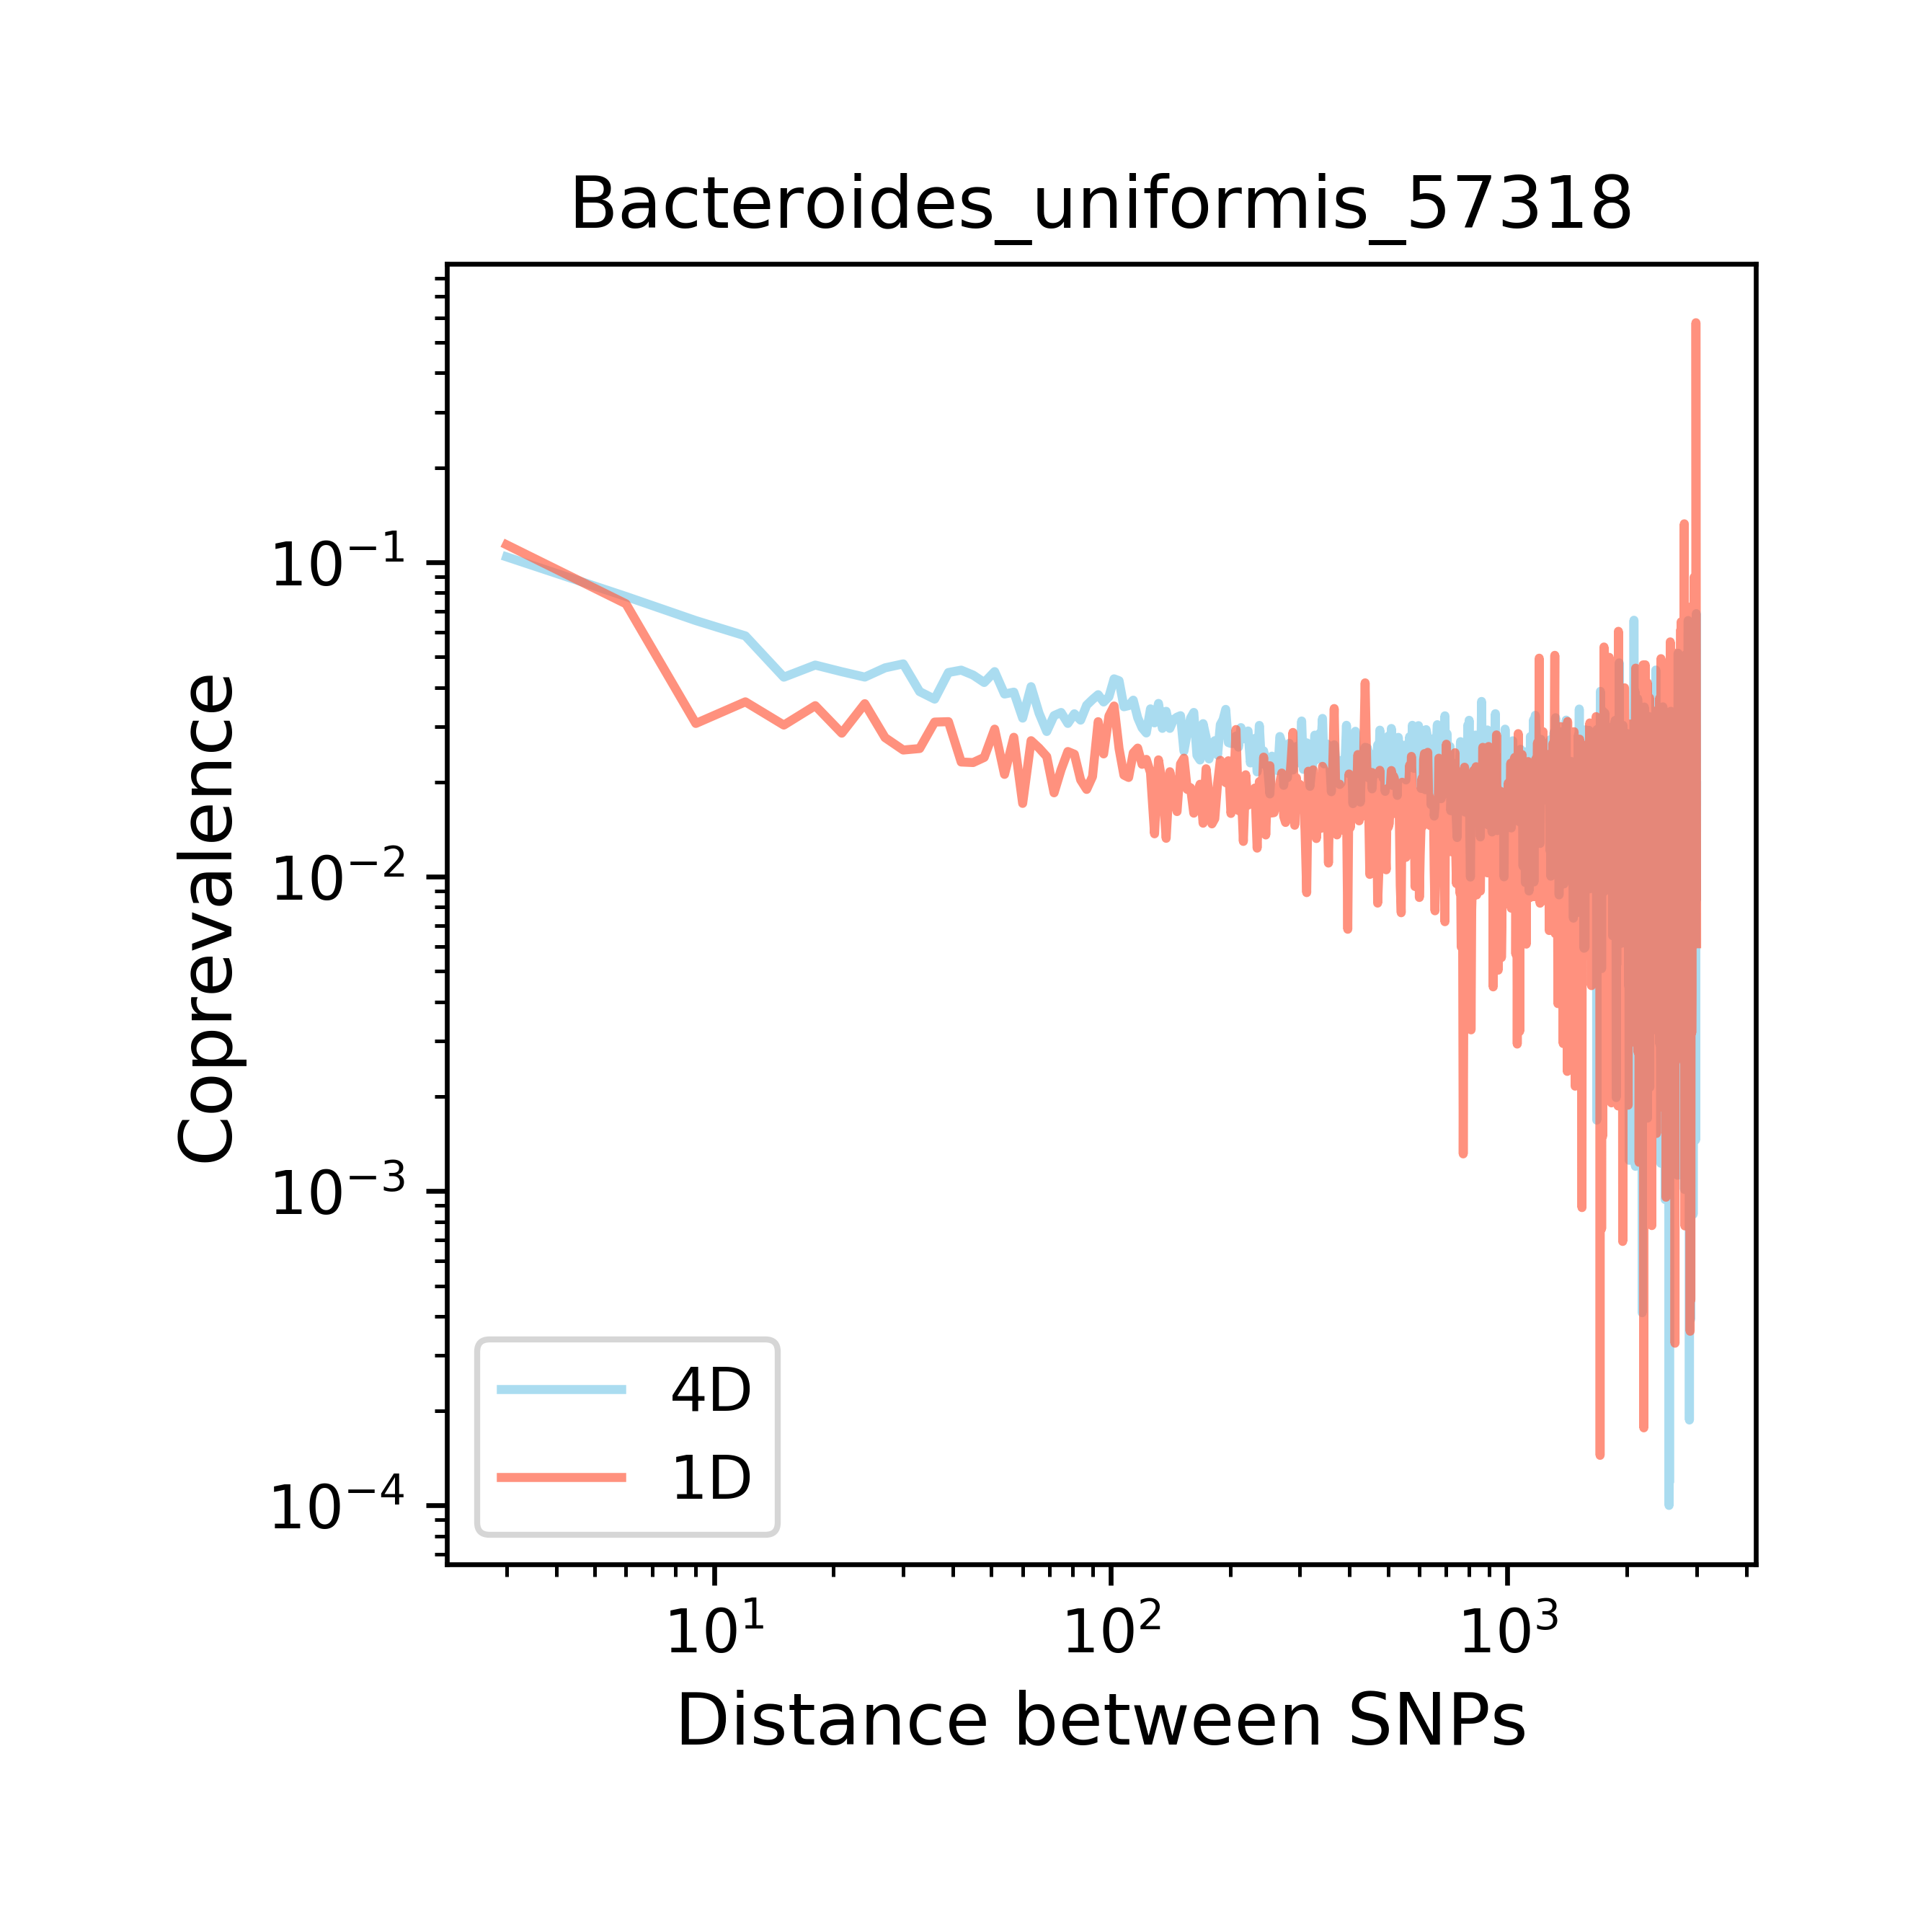 Bacteroides_uniformis_57318
Coprevalence
10⁻¹
10⁻²
10⁻³
10⁻⁴
4D
1D
10¹
10²
10³
Distance between SNPs